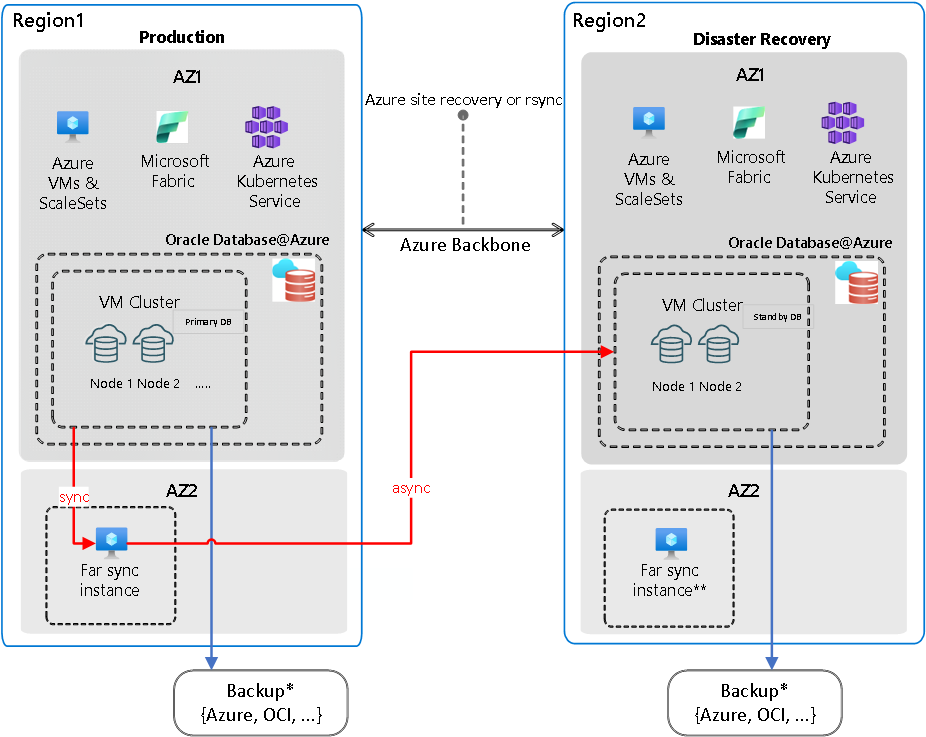 Region1
Production
AZ1
Azure
VMs &
ScaleSets
Microsoft
Fabric
Azure
Kubernetes
Service
Oracle Database@Azure
VM Cluster
Primary DB
Node 1 Node 2 .....
sync
AZ2
Far sync
instance
Backup*
{Azure, OCI, ...}
Azure site recovery or rsync
Azure Backbone
async
Region2
Disaster Recovery
AZ1
Azure
VMs &
ScaleSets
Microsoft
Fabric
Azure
Kubernetes
Service
Oracle Database@Azure
VM Cluster
Standby DB
Node 1 Node 2
AZ2
Far sync
instance**
Backup*
{Azure, OCI, ...}